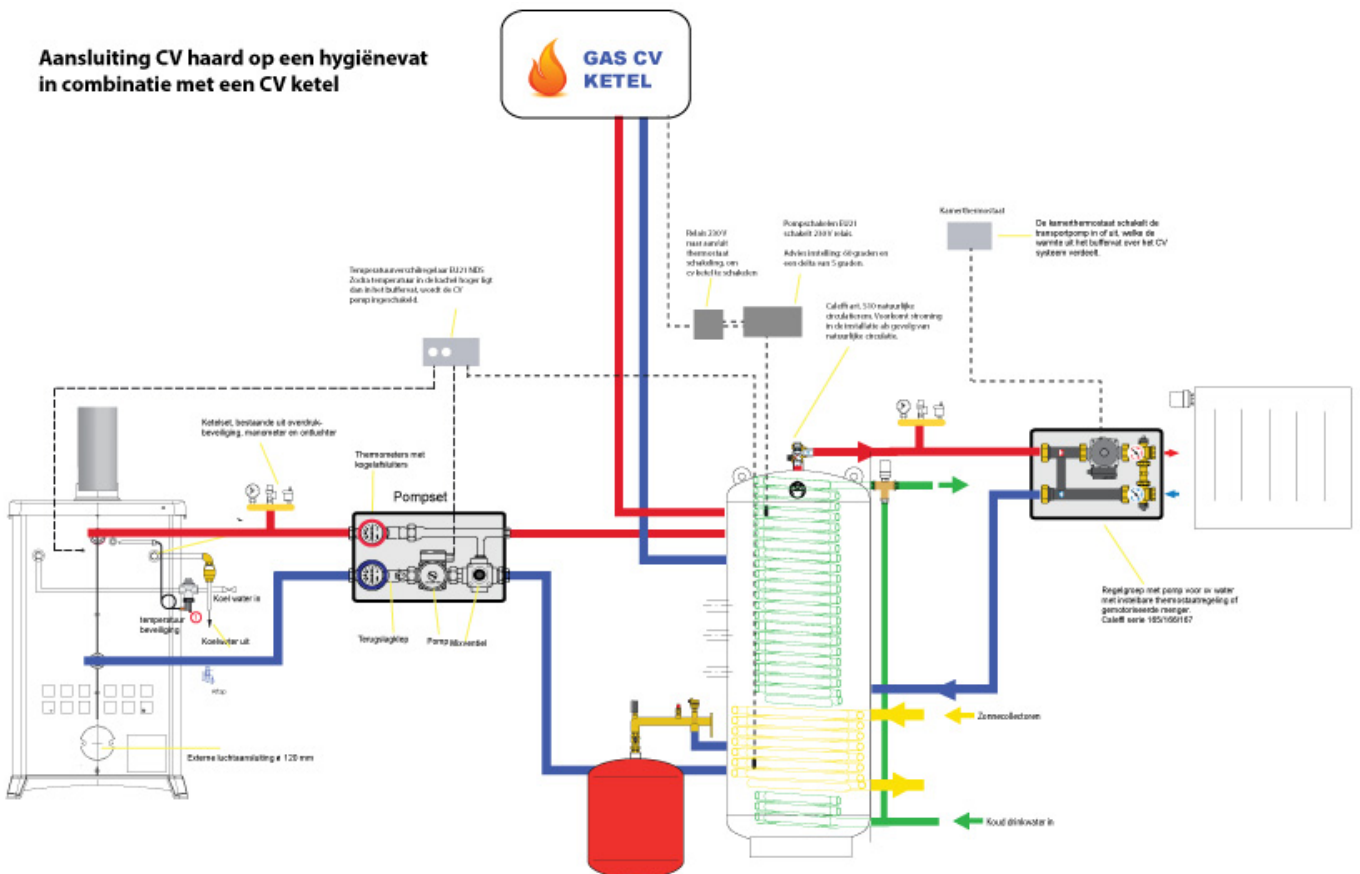 Aansluiting CV haard op een hygiënevat
in combinatie met een CV ketel
GAS CV
KETEL
Kamerthermostaat
De kamerthermostaat schakelt de
transportpomp in of uit, welke de
warmte uit het buffervat over het CV
systeem verdeelt.
Relais 230 V
naar aan/uit
thermostaat
schakeling, om
cv ketel te schakelen
Pompschakelen EU21
schakelt 230 V relais.
Advies instelling: 60 graden en
een delta van 5 graden.
Temperatuurverschilregelaar EU21 MDS
Zodra temperatuur in de kachel hoger ligt
dan in het buffervat, wordt de CV
pomp ingeschakeld.
Caleffi art. 510 natuurlijke
circulatierem. Voorkomt stroming
in de installatie als gevolg van
natuurlijke circulatie.
Ketelset, bestaande uit overdruk-
beveiliging, manometer en ontluchter
Thermometers met
kogelafsluiters
Pompset
Koel water in
temperatuur
beveiliging
Koelwater uit
Aftap
Terugslagklep
Pomp
Mixventiel
Externe luchtaansluiting ø 120 mm
Regelgroep met pomp voor cv water
met instelbare thermostaatregeling of
gemotoriseerde menger.
Caleffi serie 165/166/167
Zonnecollectoren
Koud drinkwater in